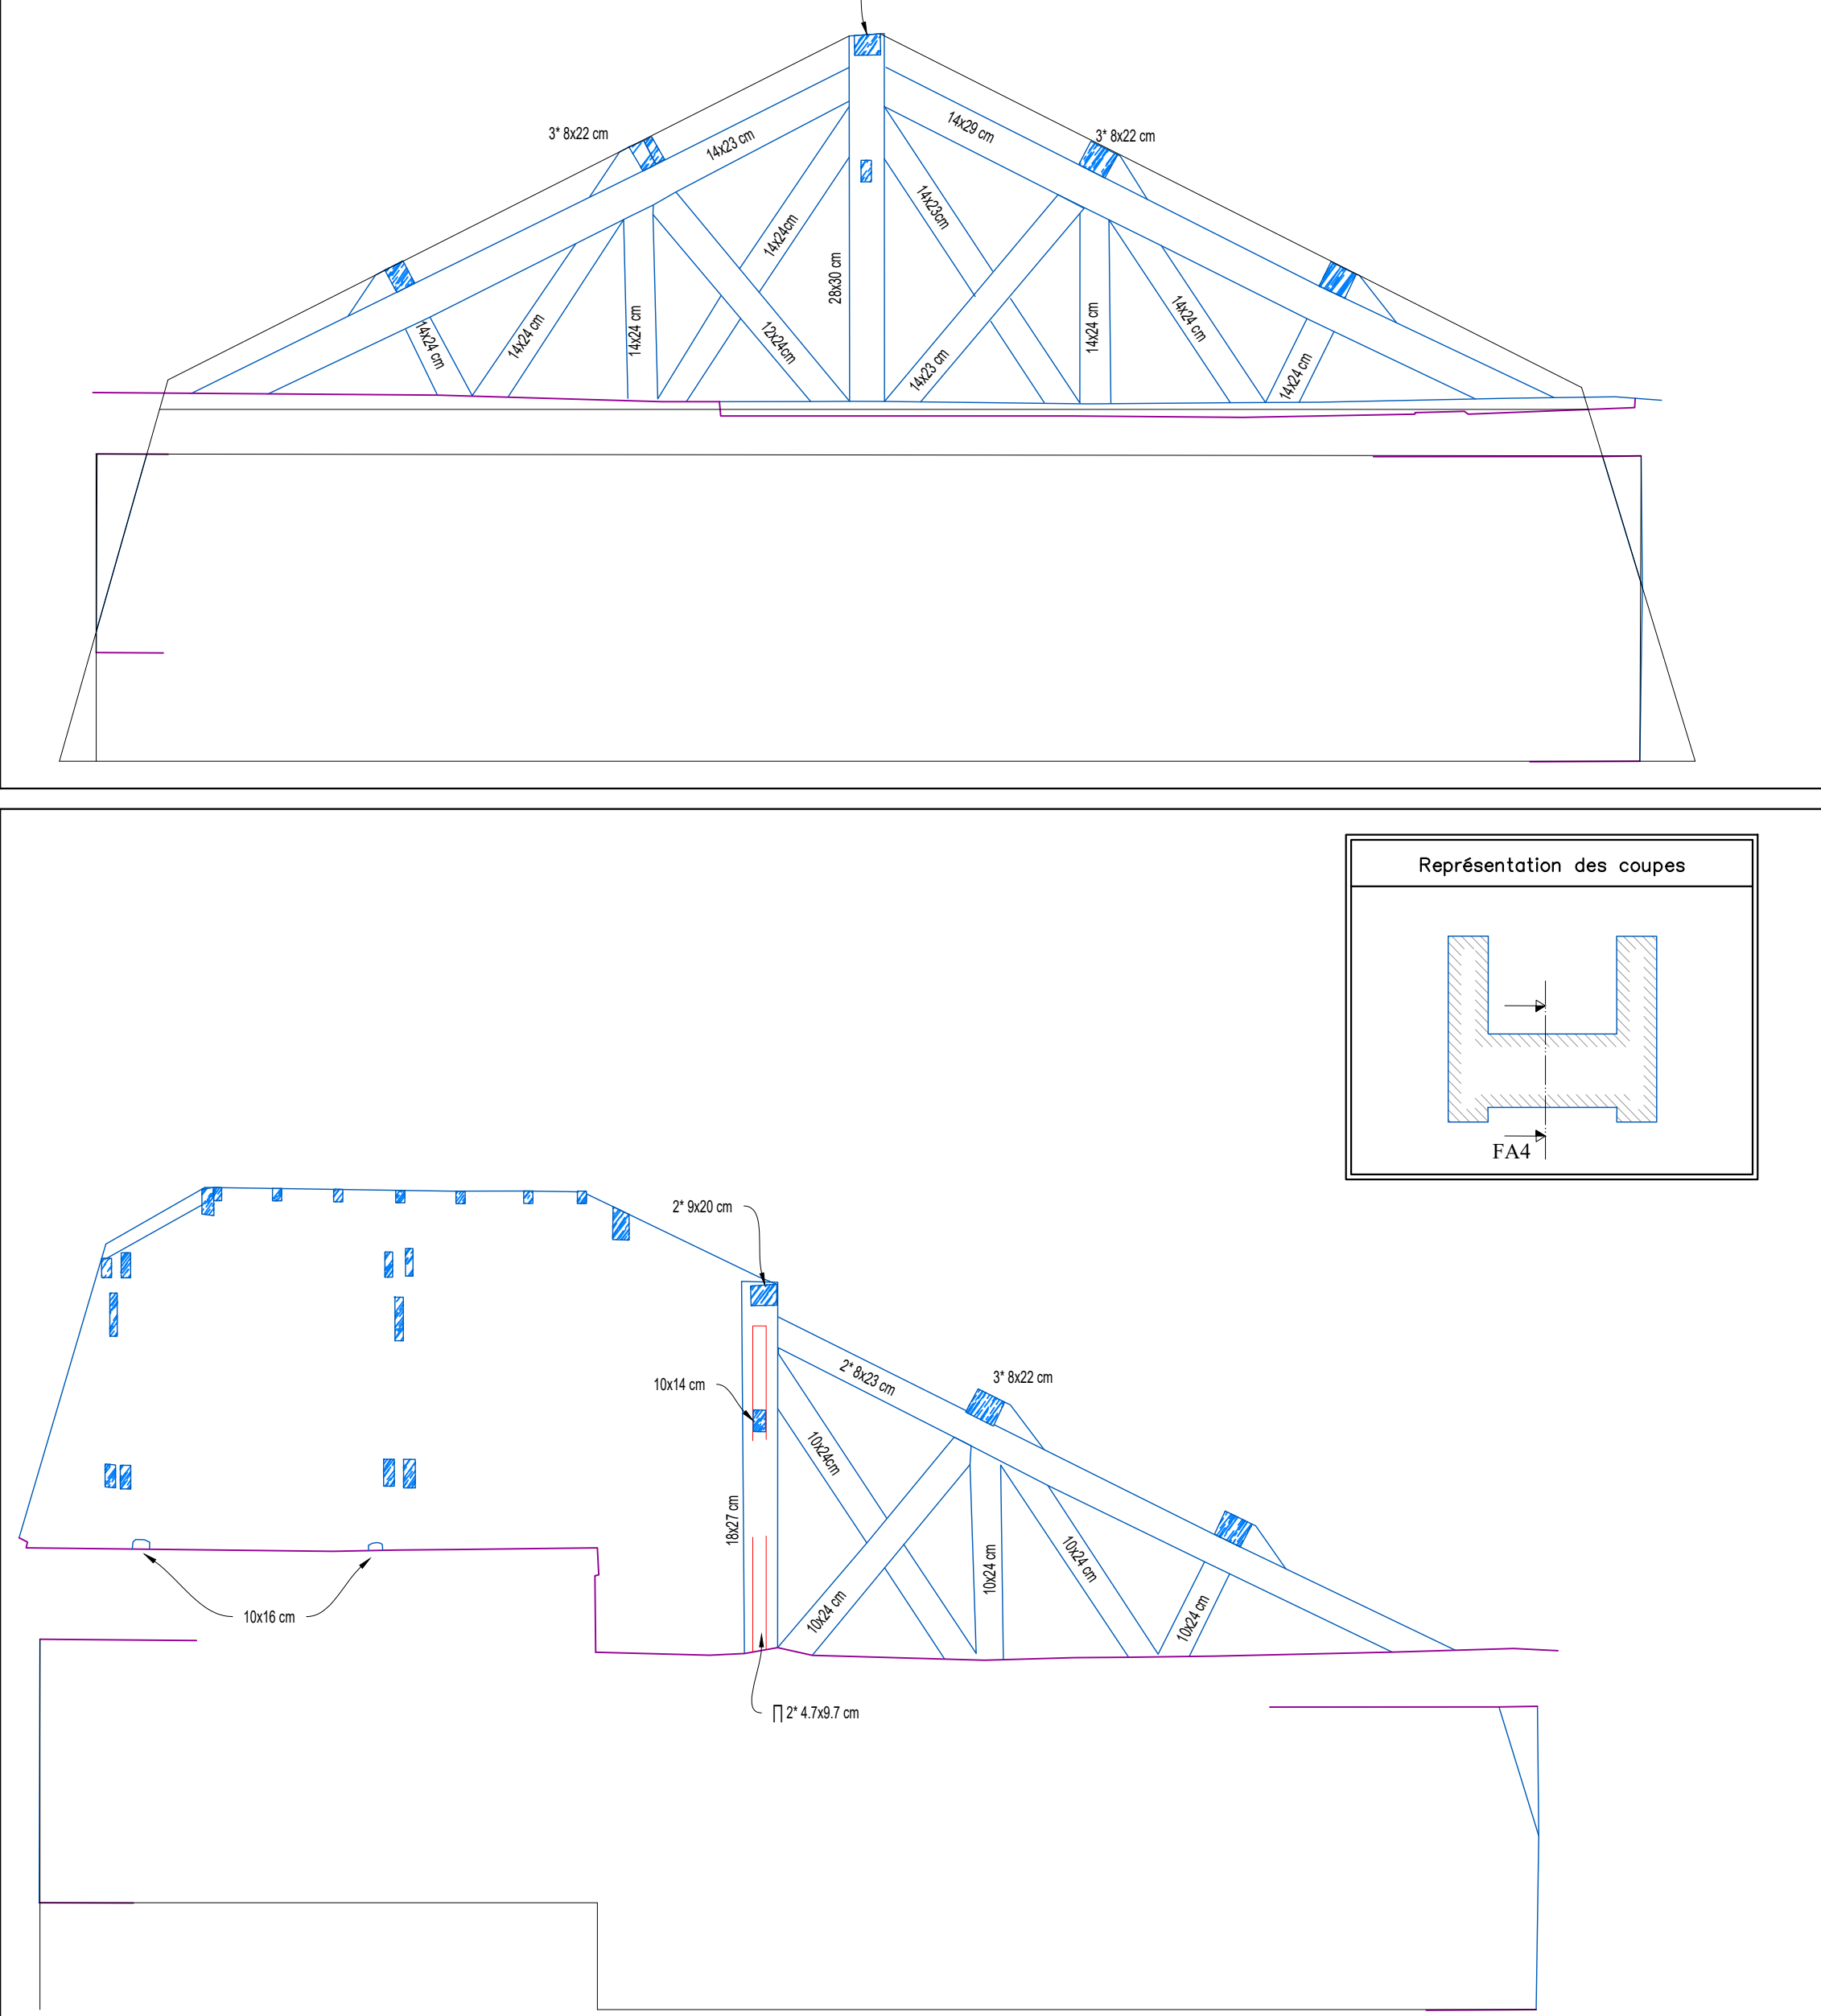 3* 8x22 cm
14x23 cm
14x29 cm
3* 8x22 cm
14x24cm
14x23cm
28x30 cm
14x24 cm
14x24 cm
14x24 cm
12x24cm
14x23 cm
14x24 cm
14x24 cm
14x24 cm
Représentation des coupes
FA4
2* 9x20 cm
10x14 cm
2* 8x23 cm
3* 8x22 cm
10x24cm
18x27 cm
10x24 cm
10x24 cm
10x24 cm
10x24 cm
10x16 cm
∏ 2* 4.7x9.7 cm